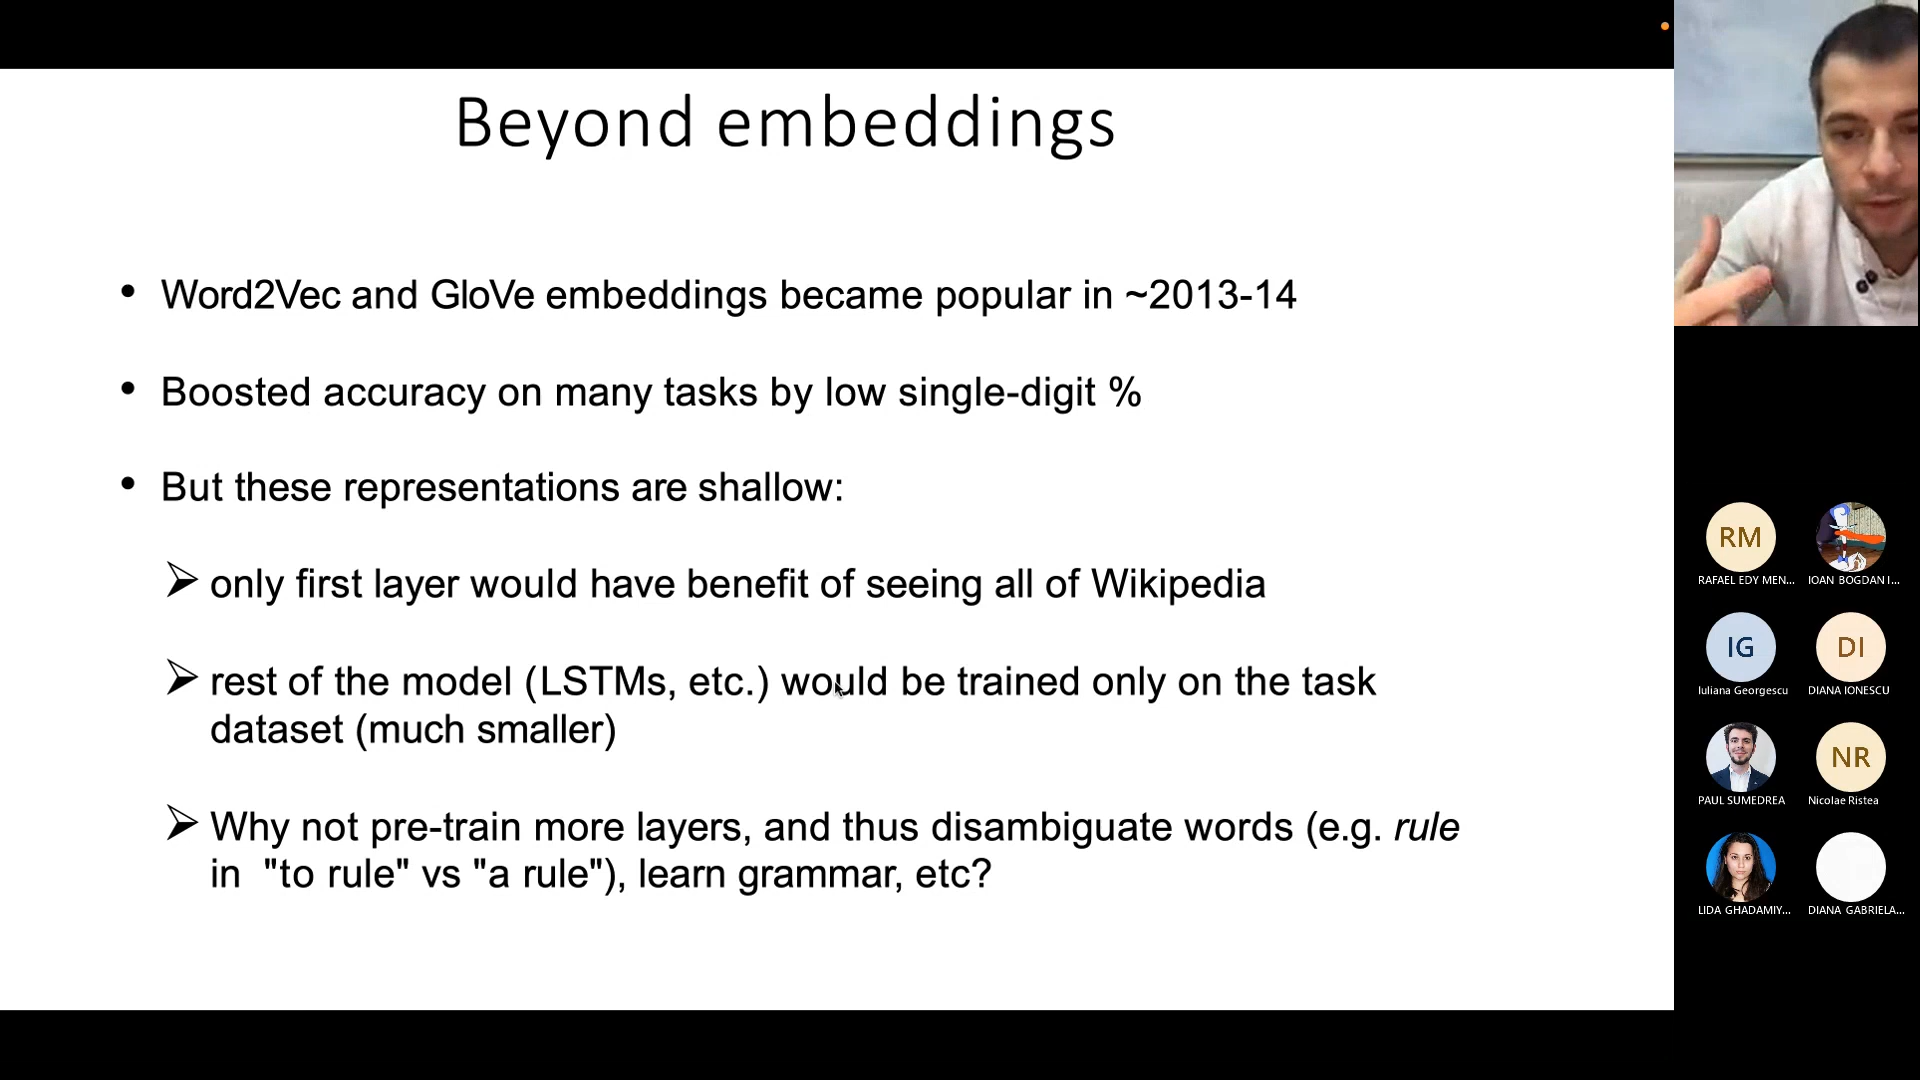 Beyond embeddings
• Word2Vec and GloVe embeddings became popular in ~2013-14
• Boosted accuracy on many tasks by low single-digit %
• But these representations are shallow:
➢ only first layer would have benefit of seeing all of Wikipedia
➢ rest of the model (LSTMs, etc.) would be trained only on the task
dataset (much smaller)
➢ Why not pre-train more layers, and thus disambiguate words (e.g. rule
in "to rule" vs "a rule"), learn grammar, etc?
RM
RAFAEL EDY MEN...
IOAN BOGDAN I...
IG
Iuliana Georgescu
DI
DIANA IONESCU
PAUL SUMEDREA
NR
Nicolae Ristea
LIDA GHADAMIY...
DIANA GABRIELA...